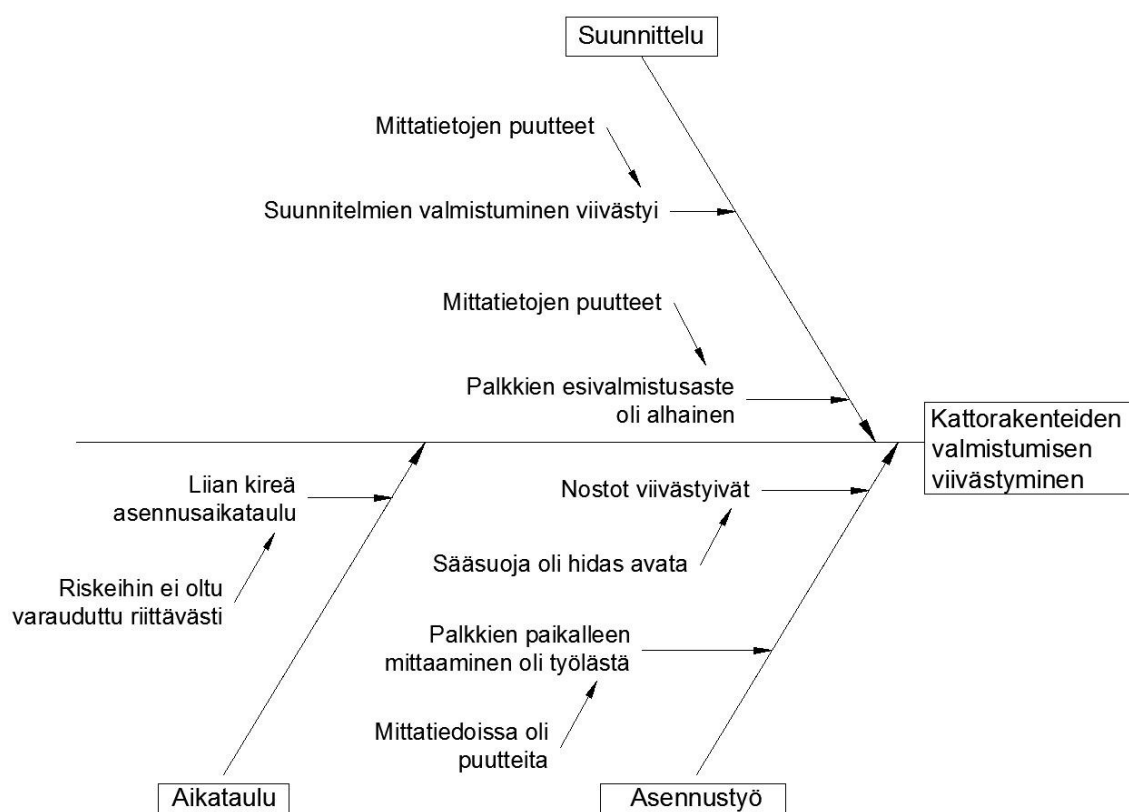 Suunnittelu
Mittatietojen puutteet
Suunnitelmien valmistuminen viivästyi
Mittatietojen puutteet
Palkkien esivalmistusaste
oli alhainen
Kattorakenteiden
valmistumisen
viivästyminen
Liian kireä
asennusaikataulu
Riskeihin ei oltu
varauduttu riittävästi
Nostot viivästyivät
Sääsuoja oli hidas avata
Palkkien paikalleen
mittaaminen oli työlästä
Mittatiedoissa oli
puutteita
Aikataulu
Asennustyö